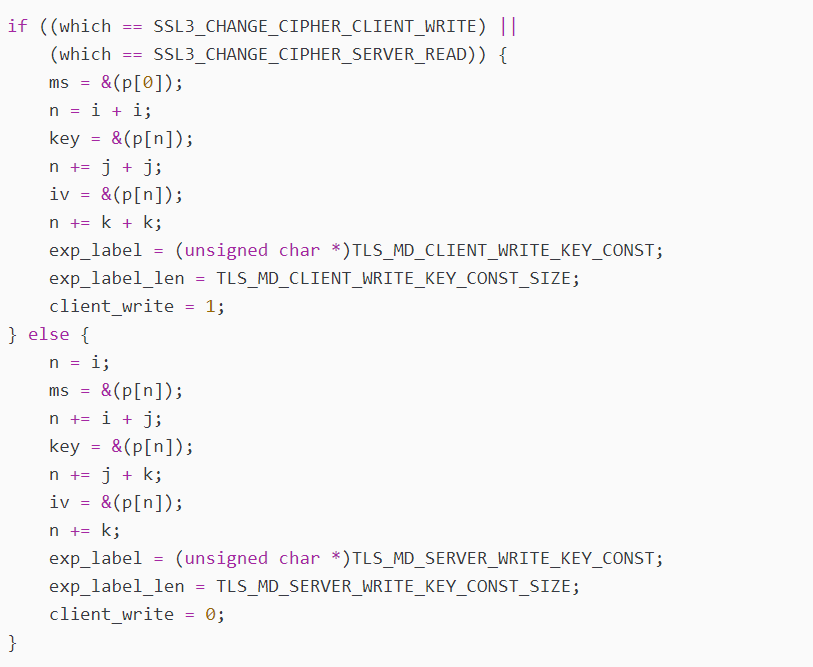 if ((which == SSL3_CHANGE_CIPHER_CLIENT_WRITE) ||
    (which == SSL3_CHANGE_CIPHER_SERVER_READ)) {
    ms = &(p[0]);
    n = i + i;
    key = &(p[n]);
    n += j + j;
    iv = &(p[n]);
    n += k + k;
    exp_label = (unsigned char *)TLS_MD_CLIENT_WRITE_KEY_CONST;
    exp_label_len = TLS_MD_CLIENT_WRITE_KEY_CONST_SIZE;
    client_write = 1;
} else {
    n = i;
    ms = &(p[n]);
    n += i + j;
    key = &(p[n]);
    n += j + k;
    iv = &(p[n]);
    n += k;
    exp_label = (unsigned char *)TLS_MD_SERVER_WRITE_KEY_CONST;
    exp_label_len = TLS_MD_SERVER_WRITE_KEY_CONST_SIZE;
    client_write = 0;
}